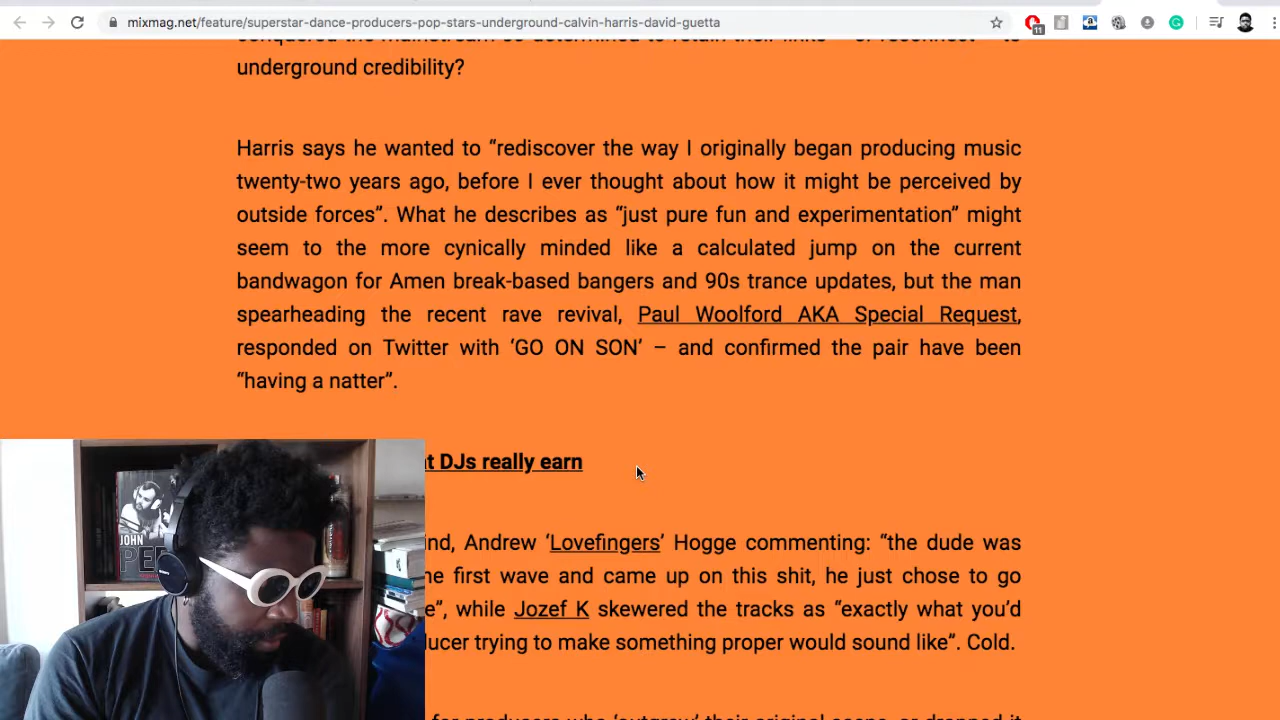 mixmag.net/feature/superstar-dance-producers-pop-stars-underground-calvin-harris-david-guetta
11
underground credibility?
Harris says he wanted to “rediscover the way I originally began producing music
twenty-two years ago, before I ever thought about how it might be perceived by
outside forces”. What he describes as “just pure fun and experimentation” might
seem to the more cynically minded like a calculated jump on the current
bandwagon for Amen break-based bangers and 90s trance updates, but the man
spearheading the recent rave revival, Paul Woolford AKA Special Request,
responded on Twitter with ‘GO ON SON’ – and confirmed the pair have been
“having a natter”.
DJs really earn
Andrew ‘Lovefingers’ Hogge commenting: “the dude was
first wave and came up on this shit, he just chose to go
while Jozef K skewered the tracks as “exactly what you’d
trying to make something proper would sound like”. Cold.
JOHN